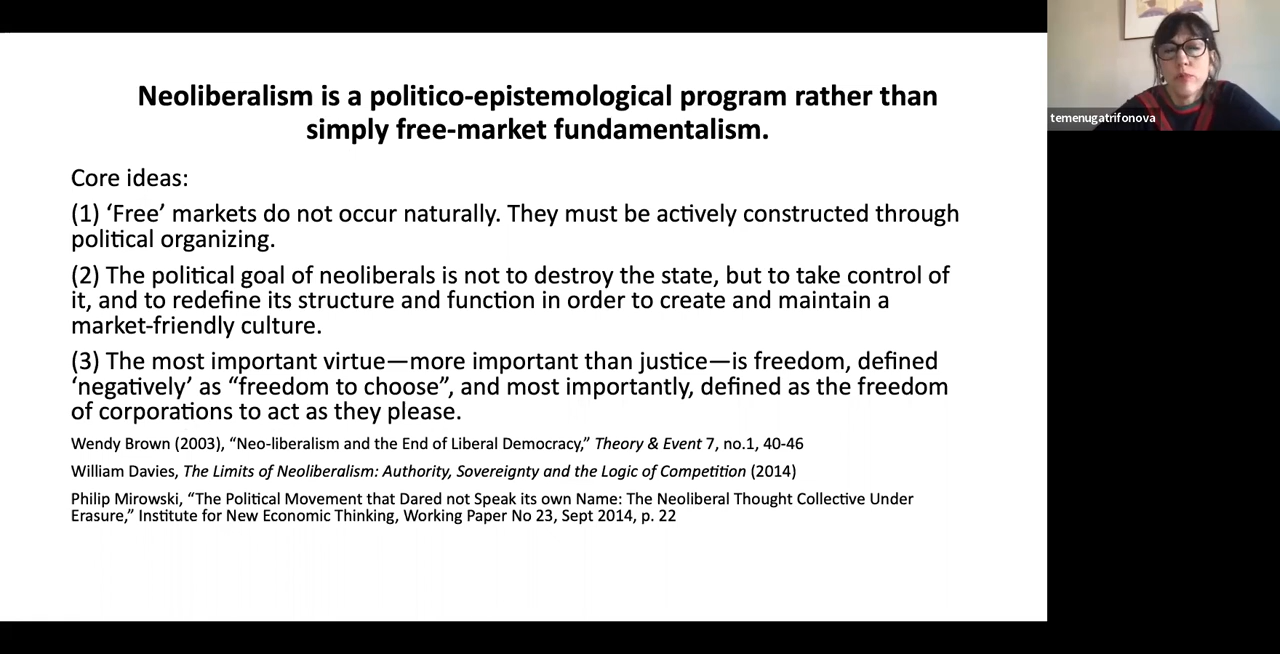 Neoliberalism is a politico-epistemological program rather than
simply free-market fundamentalism.
Core ideas:
(1) ‘Free’ markets do not occur naturally. They must be actively constructed through
political organizing.
(2) The political goal of neoliberals is not to destroy the state, but to take control of
it, and to redefine its structure and function in order to create and maintain a
market-friendly culture.
(3) The most important virtue—more important than justice—is freedom, defined
‘negatively’ as “freedom to choose”, and most importantly, defined as the freedom
of corporations to act as they please.
Wendy Brown (2003), “Neo-liberalism and the End of Liberal Democracy,” Theory & Event 7, no.1, 40-46
William Davies, The Limits of Neoliberalism: Authority, Sovereignty and the Logic of Competition (2014)
Philip Mirowski, “The Political Movement that Dared not Speak its own Name: The Neoliberal Thought Collective Under
Erasure,” Institute for New Economic Thinking, Working Paper No 23, Sept 2014, p. 22
temenugatrifonova